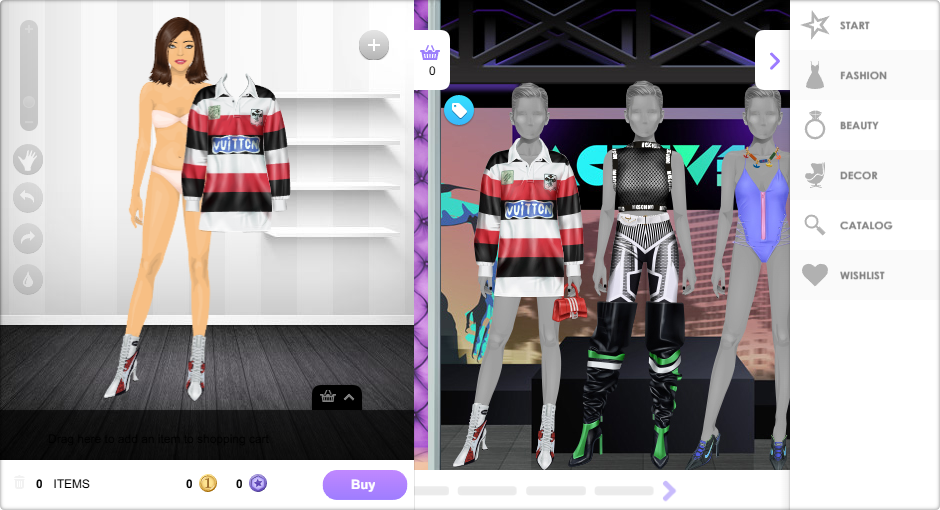 VUITTON
Drag here to add an item to shopping cart.
0 ITEMS
0 1 0
Buy
0
VUITTON
START
FASHION
BEAUTY
DECOR
CATALOG
WISHLIST